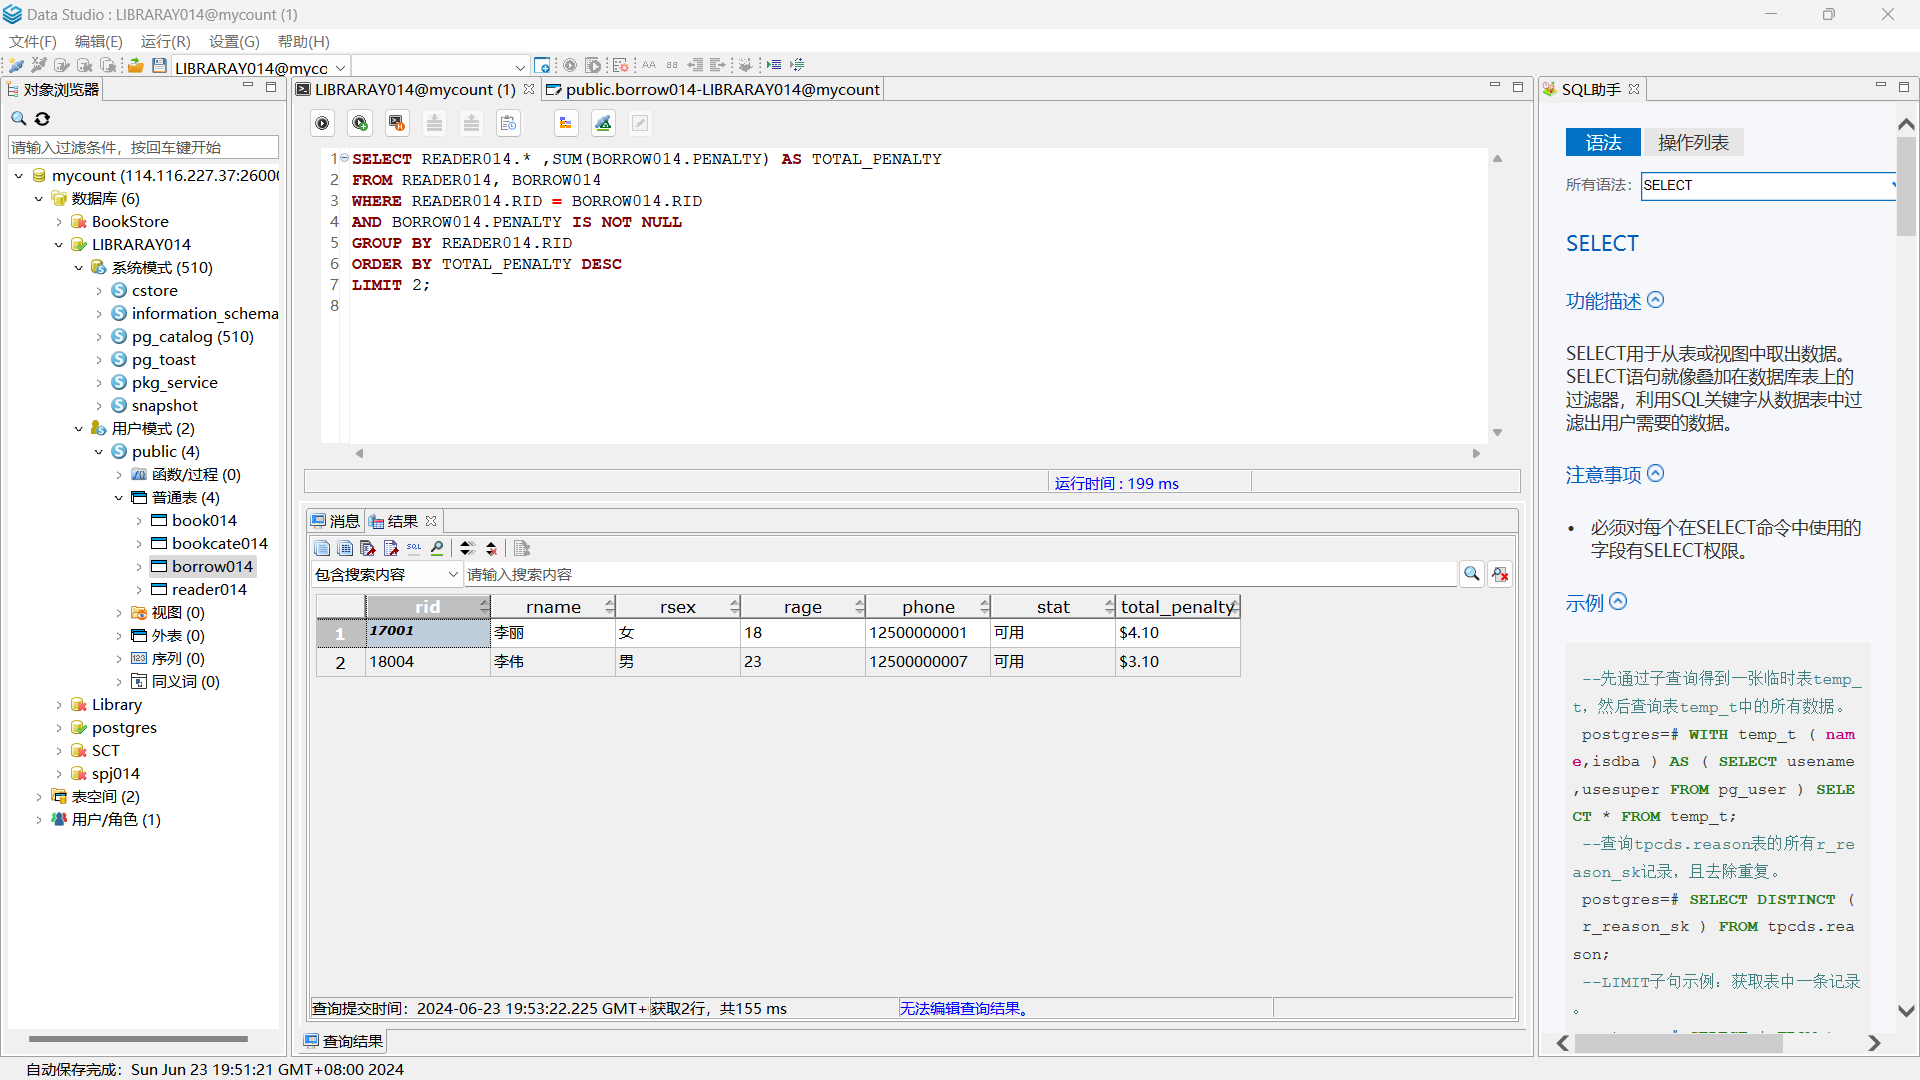 Data Studio : LIBRARAY014@mycount (1)
文件(F) 编辑(E) 运行(R) 设置(G) 帮助(H)
LIBRARAY014@myco
对象浏览器
请输入过滤条件，按回车键开始
mycount (114.116.227.37:2600
数据库 (6)
BookStore
LIBRARAY014
系统模式 (510)
cstore
information_schema
pg_catalog (510)
pg_toast
pkg_service
snapshot
用户模式 (2)
public (4)
函数/过程 (0)
普通表 (4)
book014
bookcate014
borrow014
reader014
视图 (0)
外表 (0)
序列 (0)
同义词 (0)
Library
postgres
SCT
spj014
表空间 (2)
用户/角色 (1)
LIBRARAY014@mycount (1) public.borrow014-LIBRARAY014@mycount
1 SELECT READER014.* ,SUM(BORROW014.PENALTY) AS TOTAL_PENALTY
2 FROM READER014, BORROW014
3 WHERE READER014.RID = BORROW014.RID
4 AND BORROW014.PENALTY IS NOT NULL
5 GROUP BY READER014.RID
6 ORDER BY TOTAL_PENALTY DESC
7 LIMIT 2;
8
运行时间 : 199 ms
消息 结果
包含搜索内容 请输入搜索内容
rid rname rsex rage phone stat total_penalty
1 17001 李丽 女 18 12500000001 可用 $4.10
2 18004 李伟 男 23 12500000007 可用 $3.10
查询提交时间：2024-06-23 19:53:22.225 GMT+ 获取2行，共155 ms 无法编辑查询结果。
查询结果
SQL助手
语法 操作列表
所有语法: SELECT
SELECT
功能描述
SELECT用于从表或视图中取出数据。
SELECT语句就像叠加在数据库表上的
过滤器，利用SQL关键字从数据表中过
滤出用户需要的数据。
注意事项
• 必须对每个在SELECT命令中使用的
字段有SELECT权限。
示例
--先通过子查询得到一张临时表temp_
t，然后查询表temp_t中的所有数据。
postgres=# WITH temp_t ( nam
e,isdba ) AS ( SELECT usename
,usesuper FROM pg_user ) SELE
CT * FROM temp_t;
--查询tpcds.reason表的所有r_re
ason_sk记录，且去除重复。
postgres=# SELECT DISTINCT (
r_reason_sk ) FROM tpcds.rea
son;
--LIMIT子句示例：获取表中一条记录
。
自动保存完成：Sun Jun 23 19:51:21 GMT+08:00 2024